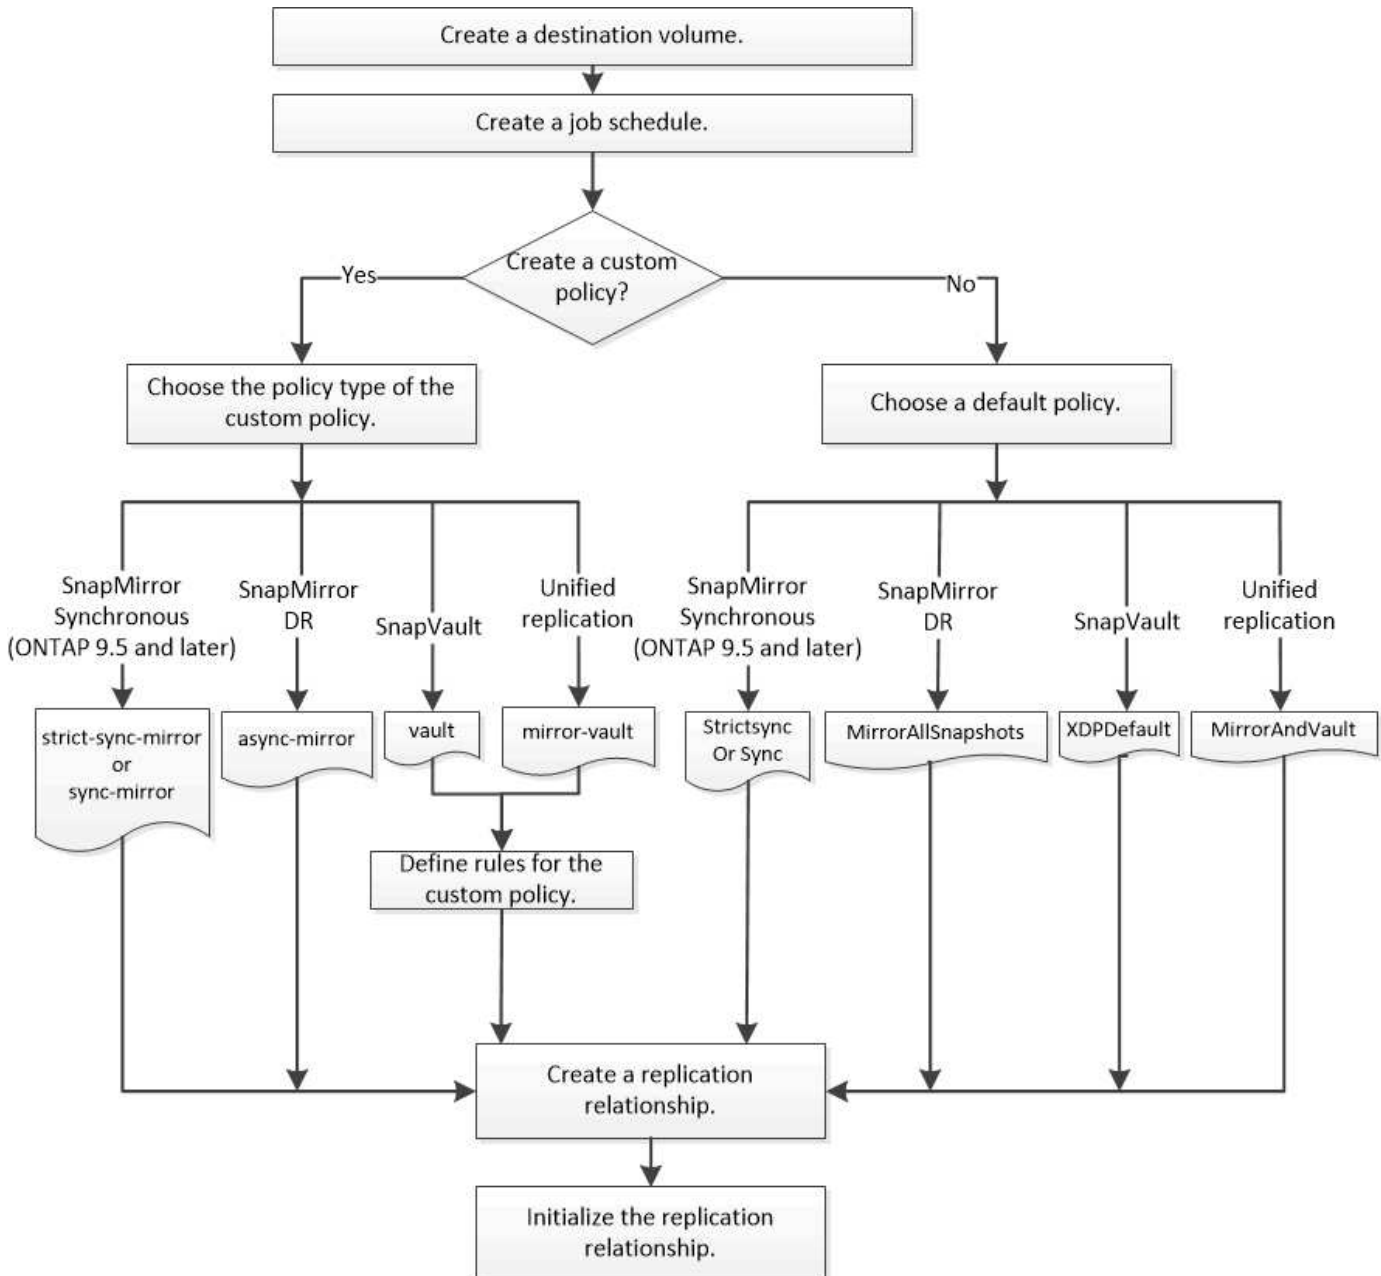 Create a destination volume.
Create a job schedule.
Create a custom
policy?
Yes
No
Choose the policy type of the
custom policy.
Choose a default policy.
SnapMirror
Synchronous
(ONTAP 9.5 and later)
SnapMirror
DR
SnapVault
Unified
replication
SnapMirror
Synchronous
(ONTAP 9.5 and later)
SnapMirror
DR
SnapVault
Unified
replication
strict-sync-mirror
or
sync-mirror
async-mirror
vault
mirror-vault
Strictsync
Or Sync
MirrorAllSnapshots
XDPDefault
MirrorAndVault
Define rules for the
custom policy.
Create a replication
relationship.
Initialize the replication
relationship.